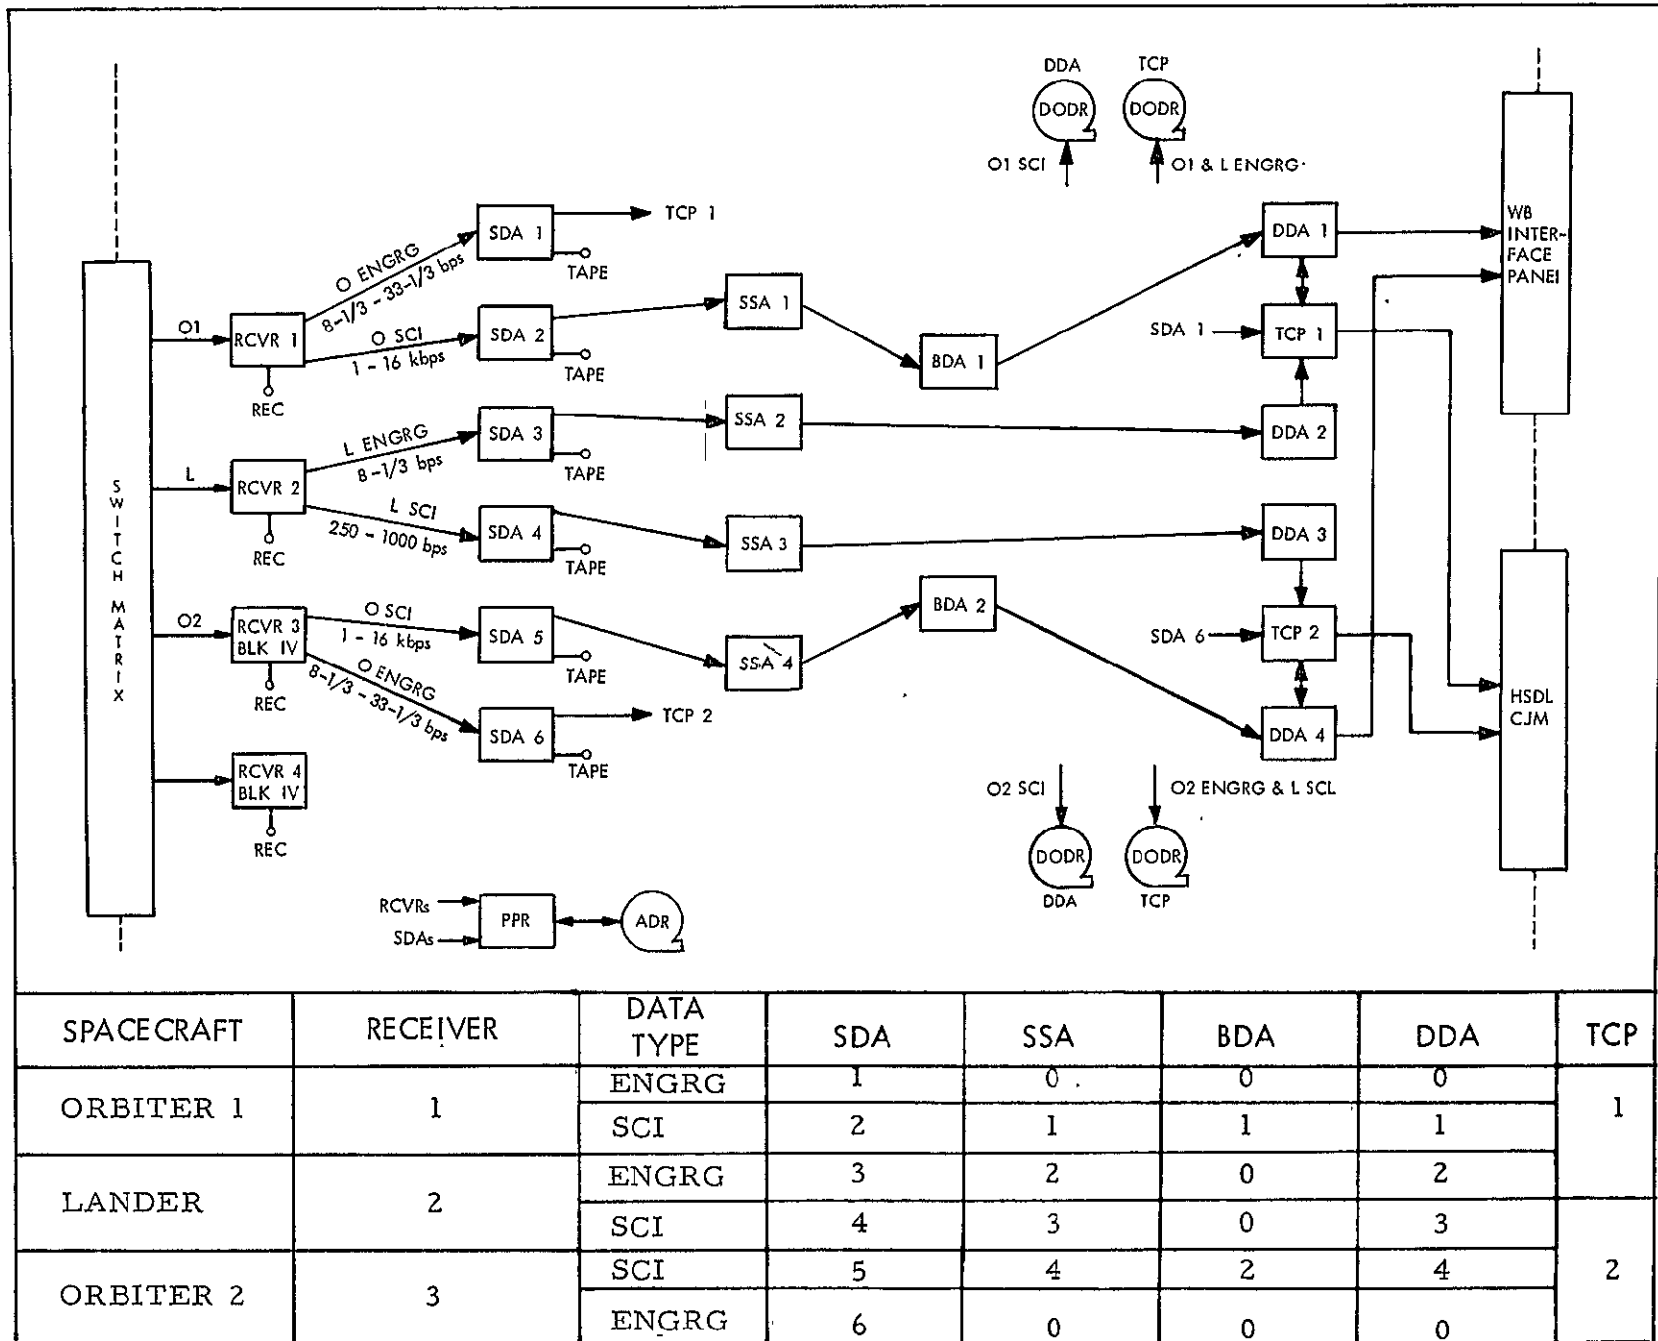 DDA
TCP
DODR
DODR
O1 SCI
O1 & L ENGRG
TCP 1
SDA 1
TAPE
O ENGRG
8-1/3 - 33-1/3 bps
WB
INTER-
FACE
PANEl
DDA 1
SSA 1
O1
RCVR 1
O SCI
1 - 16 kbps
SDA 2
TAPE
REC
BDA 1
SDA 1
TCP 1
L ENGRG
8-1/3 bps
SDA 3
TAPE
SSA 2
DDA 2
SWITCH MATRIX
L
RCVR 2
REC
L SCI
250 - 1000 bps
SDA 4
TAPE
SSA 3
DDA 3
O2
RCVR 3
BLK IV
REC
O SCI
1 - 16 kbps
SDA 5
TAPE
SSA 4
BDA 2
SDA 6
TCP 2
O ENGRG
8-1/3 - 33-1/3 bps
SDA 6
TAPE
TCP 2
DDA 4
HSDL
CJM
RCVR 4
BLK IV
REC
O2 SCI
O2 ENGRG & L SCL
DODR
DODR
DDA
TCP
RCVRs
SDAs
PPR
ADR
SPACECRAFT RECEIVER DATA TYPE SDA SSA BDA DDA TCP
ORBITER 1 1 ENGRG 1 0 0 0 1
SCI 2 1 1 1
LANDER 2 ENGRG 3 2 0 2
SCI 4 3 0 3 2
ORBITER 2 3 SCI 5 4 2 4
ENGRG 6 0 0 0